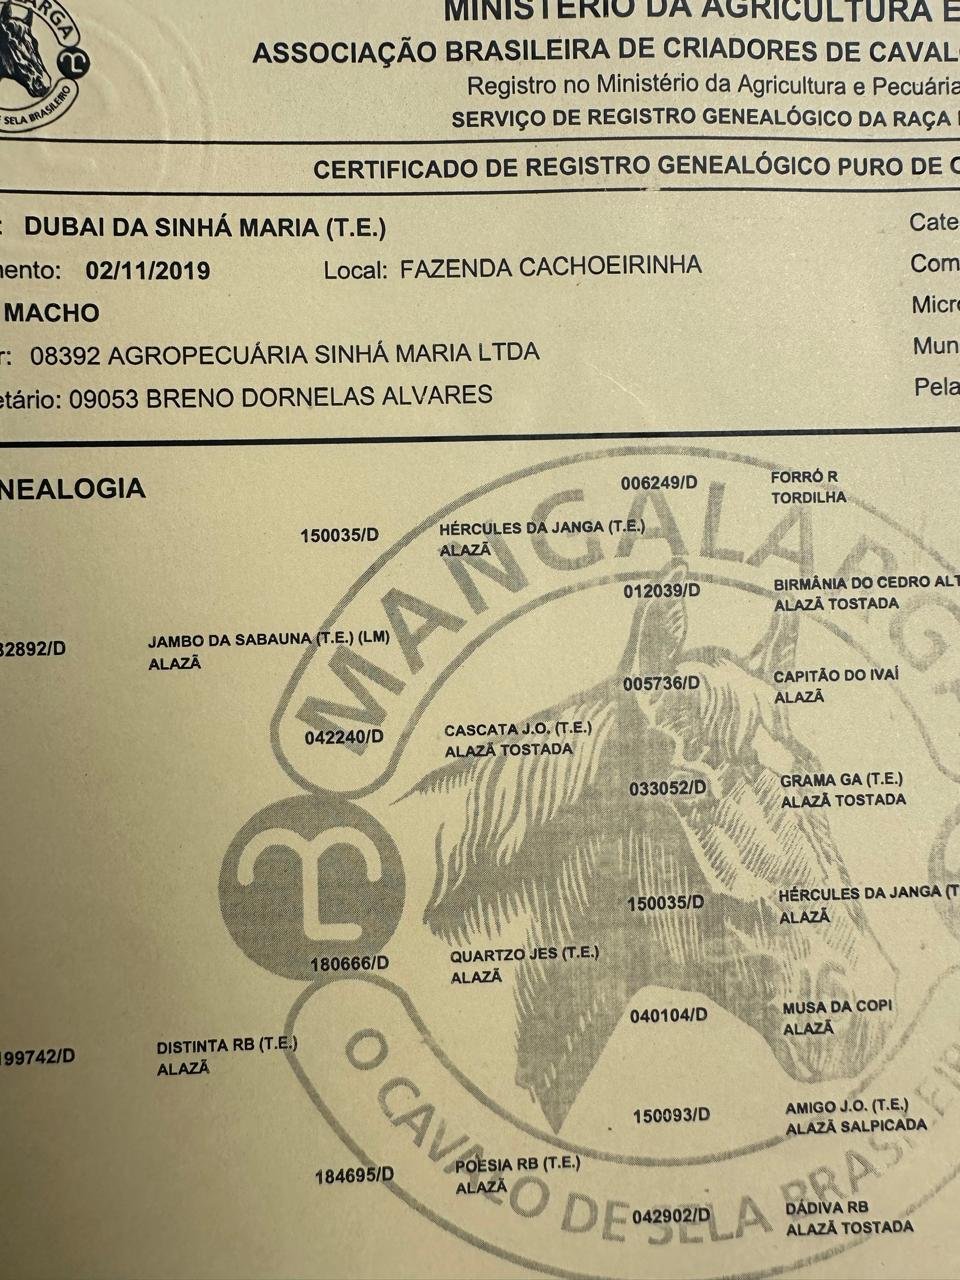 MINISTÉRIO DA AGRICULTURA E
ASSOCIAÇÃO BRASILEIRA DE CRIADORES DE CAVAL
Registro no Ministério da Agricultura e Pecuária
SERVIÇO DE REGISTRO GENEALÓGICO DA RAÇA
SELA BRASILEIRO
CERTIFICADO DE REGISTRO GENEALÓGICO PURO DE
: DUBAI DA SINHÁ MARIA (T.E.) Cate
mento: 02/11/2019 Local: FAZENDA CACHOEIRINHA Com
MACHO Micro
r: 08392 AGROPECUÁRIA SINHÁ MARIA LTDA Mun
etário: 09053 BRENO DORNELAS ALVARES Pela
NEALOGIA
006249/D FORRÓ R
TORDILHA
150035/D HÉRCULES DA JANGA (T.E.)
ALAZÃ
012039/D BIRMÂNIA DO CEDRO ALT
ALAZÃ TOSTADA
32892/D JAMBO DA SABAUNA (T.E.) (LM)
ALAZÃ
005736/D CAPITÃO DO IVAÍ
ALAZÃ
042240/D CASCATA J.O. (T.E.)
ALAZÃ TOSTADA
033052/D GRAMA GA (T.E.)
ALAZÃ TOSTADA
150035/D HÉRCULES DA JANGA (T
ALAZÃ
180666/D QUARTZO JES (T.E.)
ALAZÃ
040104/D MUSA DA COPI
ALAZÃ
199742/D DISTINTA RB (T.E.)
ALAZÃ
150093/D AMIGO J.O. (T.E.)
ALAZÃ SALPICADA
184695/D POESIA RB (T.E.)
ALAZÃ
042902/D DÁDIVA RB
ALAZÃ TOSTADA
MANGALARGA
O CAVALO DE SELA BRASILEIR